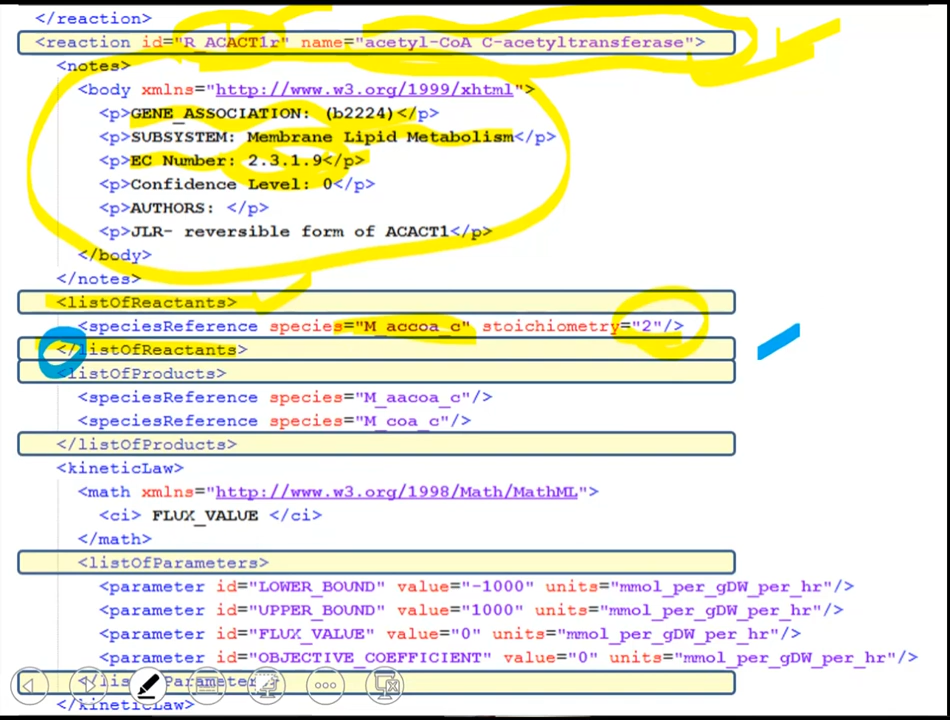 </reaction>
<reaction id="R_ACACT1r" name="acetyl-CoA C-acetyltransferase">
<notes>
<body xmlns="http://www.w3.org/1999/xhtml">
<p>GENE_ASSOCIATION: (b2224)</p>
<p>SUBSYSTEM: Membrane Lipid Metabolism</p>
<p>EC Number: 2.3.1.9</p>
<p>Confidence Level: 0</p>
<p>AUTHORS: </p>
<p>JLR- reversible form of ACACT1</p>
</body>
</notes>
<listOfReactants>
<speciesReference species="M_accoa_c" stoichiometry="2"/>
</listOfReactants>
<listOfProducts>
<speciesReference species="M_aacoa_c"/>
<speciesReference species="M_coa_c"/>
</listOfProducts>
<kineticLaw>
<math xmlns="http://www.w3.org/1998/Math/MathML">
<ci> FLUX_VALUE </ci>
</math>
<listOfParameters>
<parameter id="LOWER_BOUND" value="-1000" units="mmol_per_gDW_per_hr"/>
<parameter id="UPPER_BOUND" value="1000" units="mmol_per_gDW_per_hr"/>
<parameter id="FLUX_VALUE" value="0" units="mmol_per_gDW_per_hr"/>
<parameter id="OBJECTIVE_COEFFICIENT" value="0" units="mmol_per_gDW_per_hr"/>
</kineticLaw>